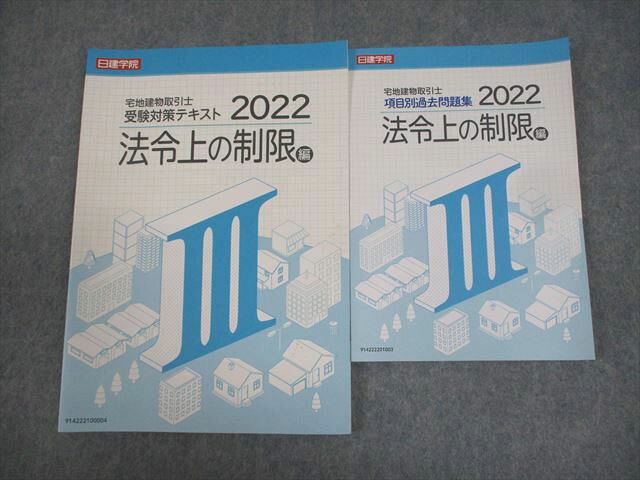 日建学院
宅地建物取引士
受験対策テキスト 2022
法令上の制限編
III
914222100004
日建学院
宅地建物取引士
項目別過去問題集 2022
法令上の制限編
III
914222201003